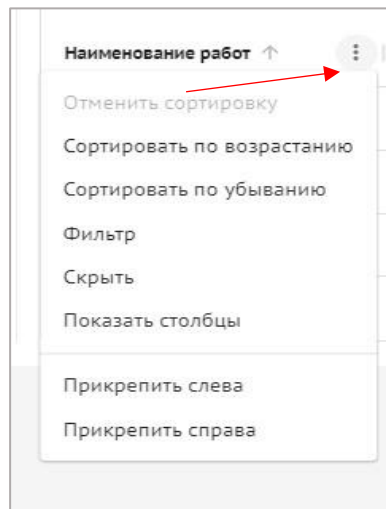 Наименование работ
Отменить сортировку
Сортировать по возрастанию
Сортировать по убыванию
Фильтр
Скрыть
Показать столбцы
Прикрепить слева
Прикрепить справа